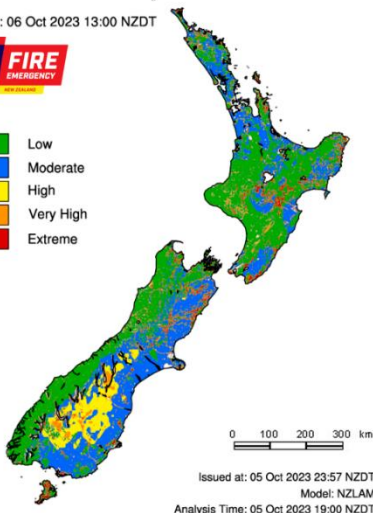 : 06 Oct 2023 13:00 NZDT
FIRE
EMERGENCY
NEW ZEALAND
Low
Moderate
High
Very High
Extreme
0 100 200 300 km
Issued at: 05 Oct 2023 23:57 NZDT
Model: NZLAM
Analysis Time: 05 Oct 2023 19:00 NZDT